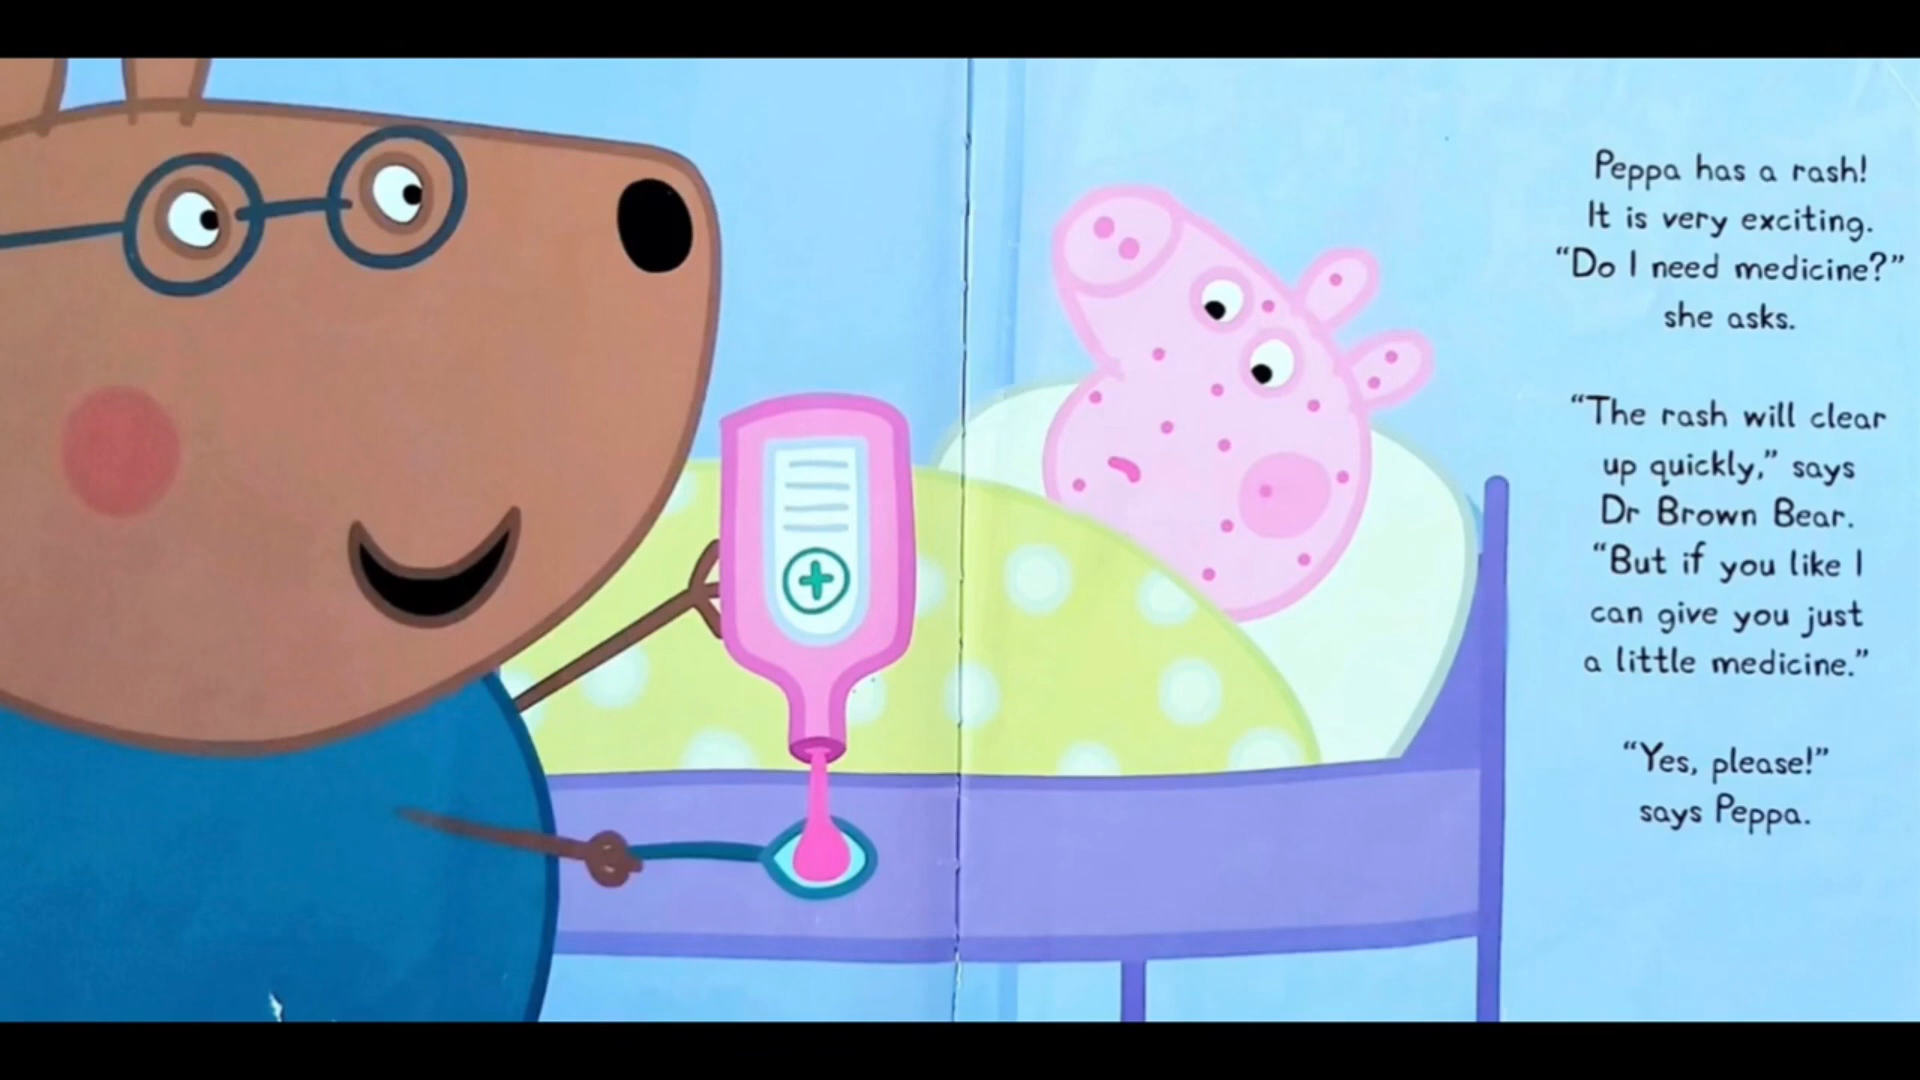 Peppa has a rash!
It is very exciting.
“Do I need medicine?”
she asks.
“The rash will clear
up quickly,” says
Dr Brown Bear.
“But if you like I
can give you just
a little medicine.”
“Yes, please!”
says Peppa.